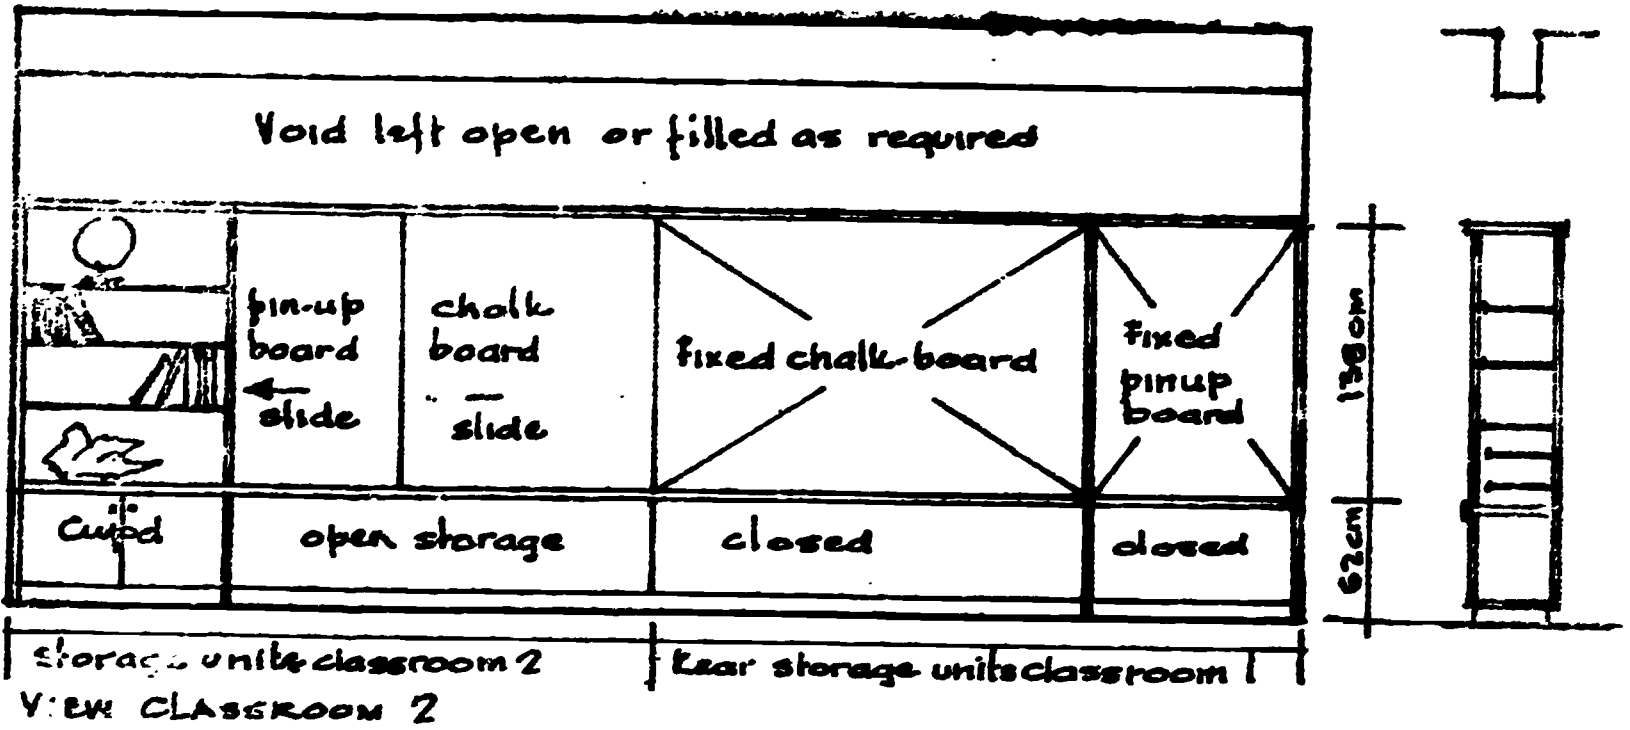 Void left open or filled as required
pin-up
board
slide
chalk
board
slide
fixed chalk-board
fixed
pinup
board
138cm
open storage
closed
closed
62cm
storage units classroom 2
Rear storage units classroom 1
VIEW CLASSROOM 2